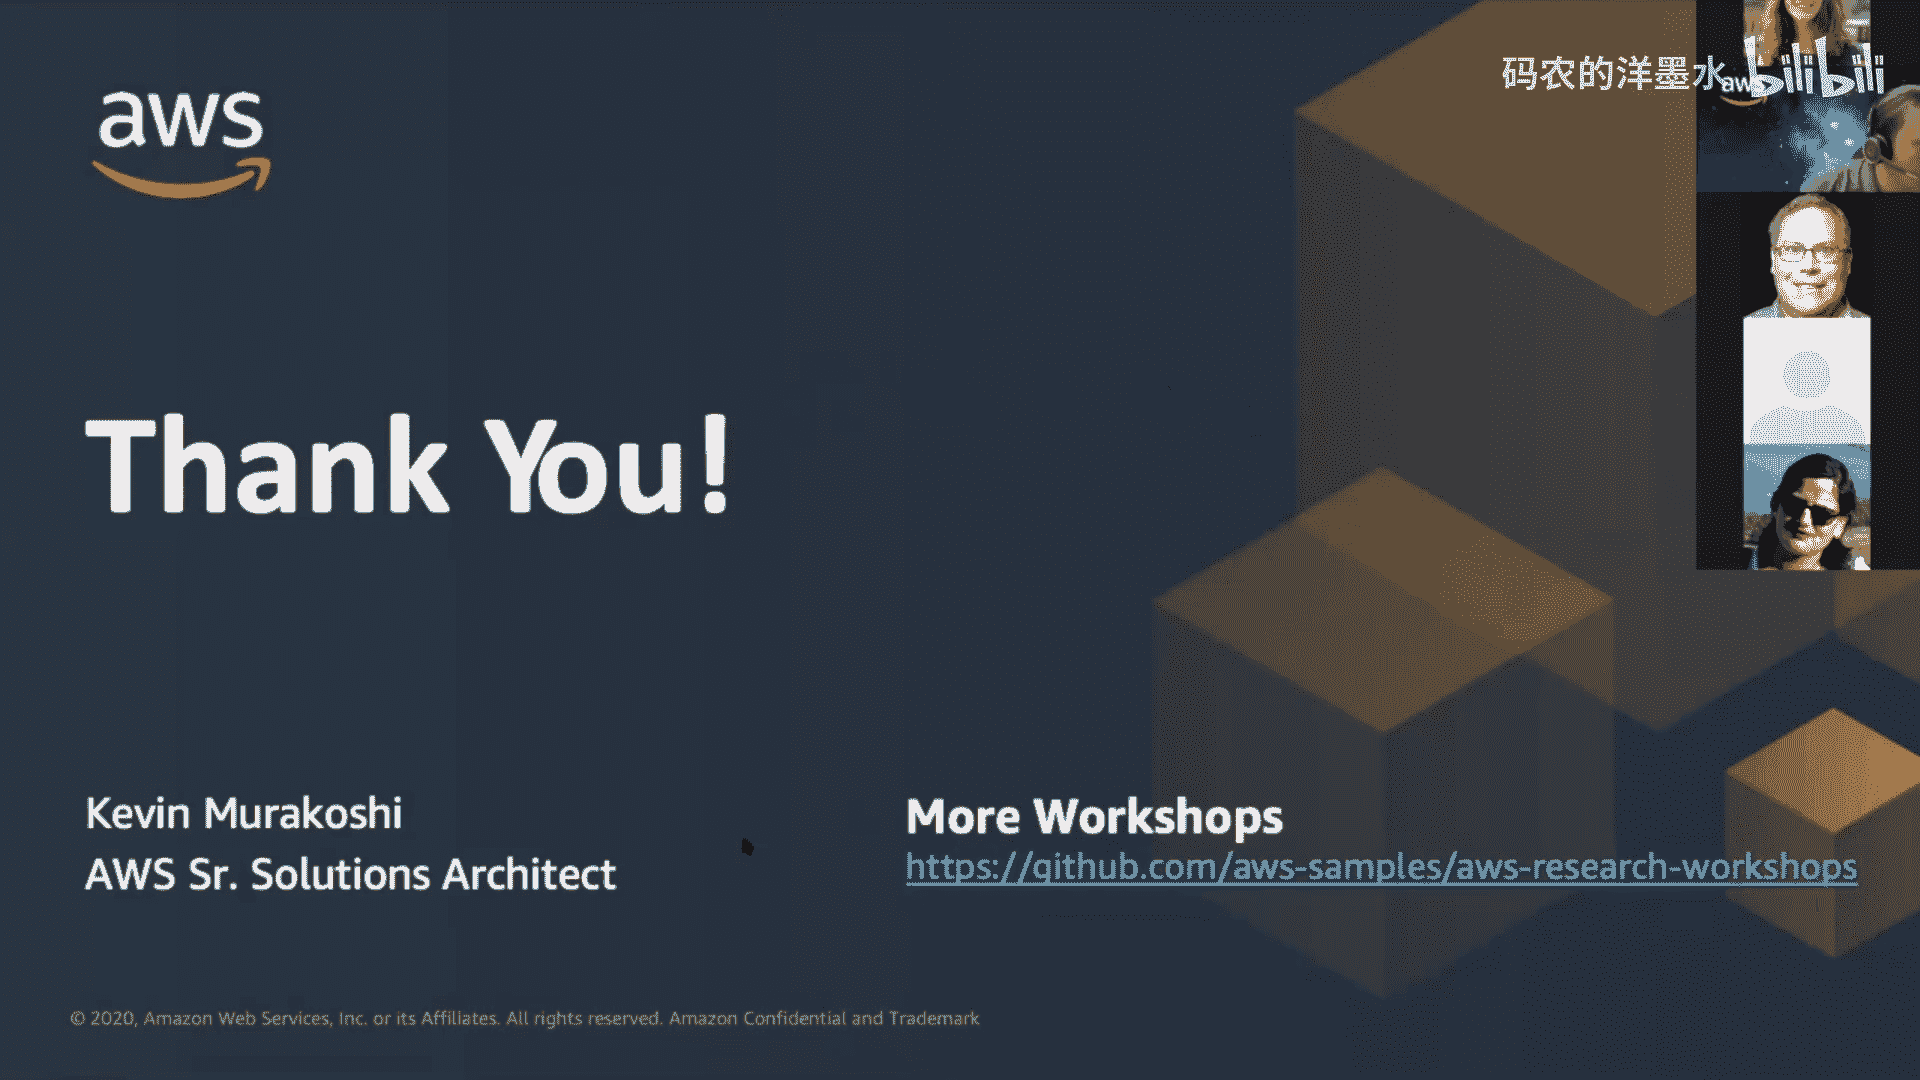 aws
码农的洋墨水
bilibili
aws
Thank You!
Kevin Murakoshi
AWS Sr. Solutions Architect
More Workshops
https://github.com/aws-samples/aws-research-workshops
© 2020, Amazon Web Services, Inc. or its Affiliates. All rights reserved. Amazon Confidential and Trademark